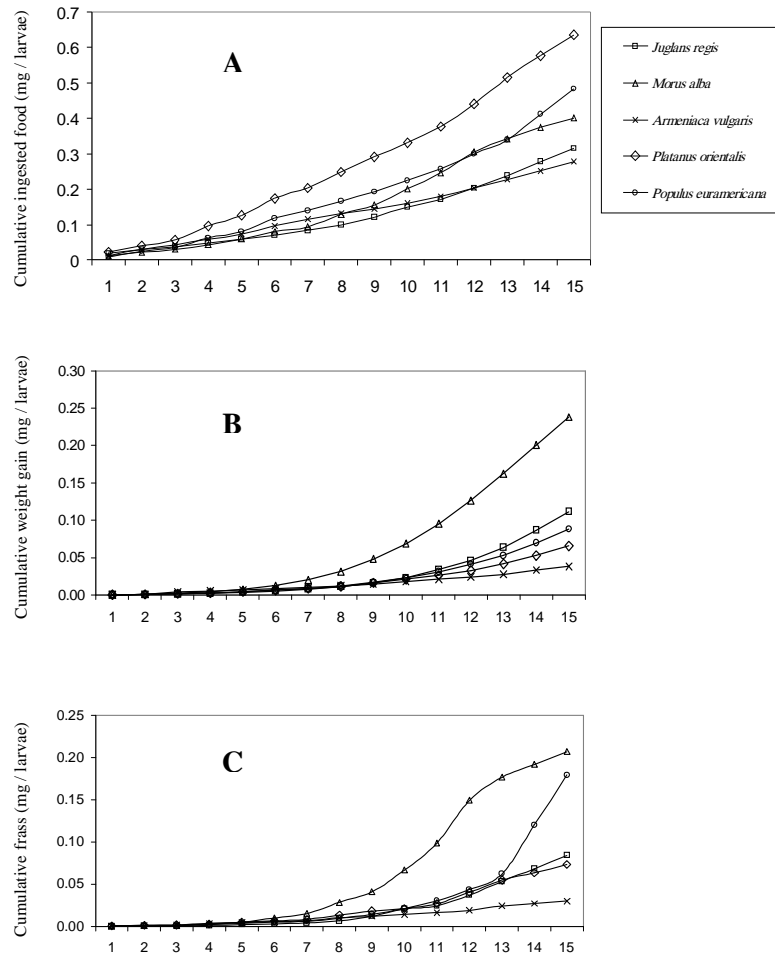 Cumulative ingested food (mg / larvae)
0.7
0.6
0.5
0.4
0.3
0.2
0.1
0
A
1 2 3 4 5 6 7 8 9 10 11 12 13 14 15
Juglans regis
Morus alba
Armeniaca vulgaris
Platanus orientalis
Populus euramericana
Cumulative weight gain (mg / larvae)
0.30
0.25
0.20
0.15
0.10
0.05
0.00
B
1 2 3 4 5 6 7 8 9 10 11 12 13 14 15
Cumulative frass (mg / larvae)
0.25
0.20
0.15
0.10
0.05
0.00
C
1 2 3 4 5 6 7 8 9 10 11 12 13 14 15